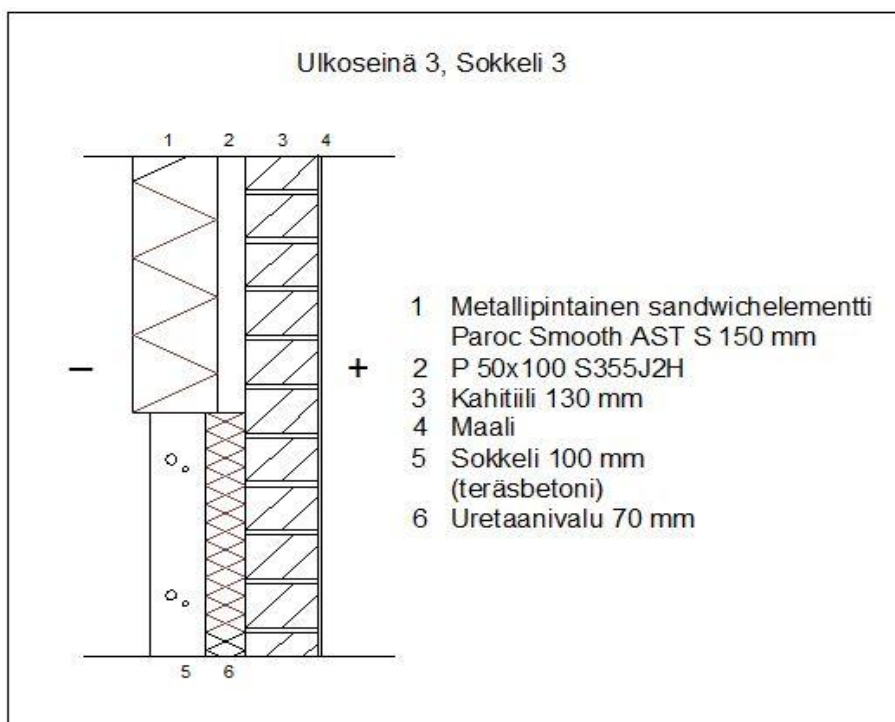 Ulkoseinä 3, Sokkeli 3
1 2 3 4
– +
1 Metallipintainen sandwichelementti
Paroc Smooth AST S 150 mm
2 P 50x100 S355J2H
3 Kahitiili 130 mm
4 Maali
5 Sokkeli 100 mm
(teräsbetoni)
6 Uretaanivalu 70 mm
5 6